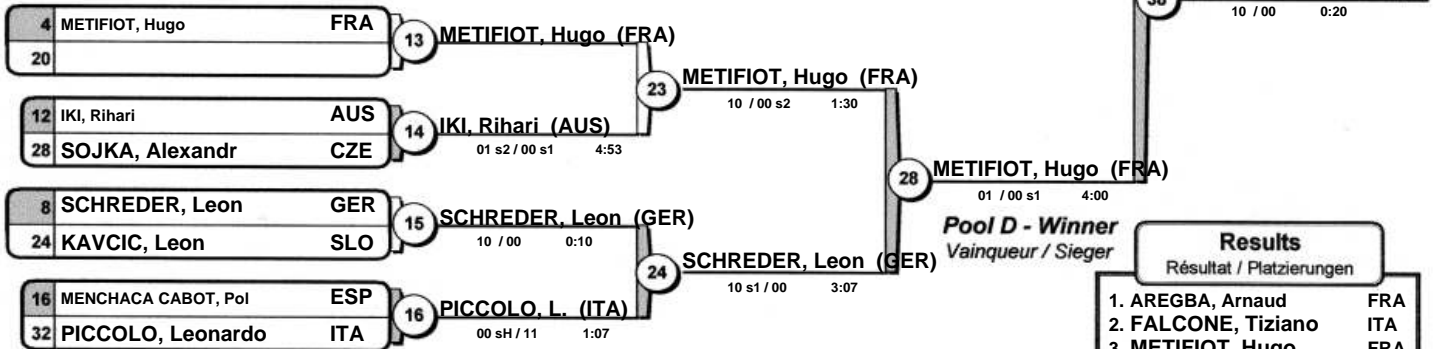 38
10 / 00 0:20
4 METIFIOT, Hugo FRA
20
13 METIFIOT, Hugo (FRA)
12 IKI, Rihari AUS
28 SOJKA, Alexandr CZE
14 IKI, Rihari (AUS)
01 s2 / 00 s1 4:53
23 METIFIOT, Hugo (FRA)
10 / 00 s2 1:30
8 SCHREDER, Leon GER
24 KAVCIC, Leon SLO
15 SCHREDER, Leon (GER)
10 / 00 0:10
16 MENCHACA CABOT, Pol ESP
32 PICCOLO, Leonardo ITA
16 PICCOLO, L. (ITA)
00 sH / 11 1:07
24 SCHREDER, Leon (GER)
10 s1 / 00 3:07
28 METIFIOT, Hugo (FRA)
01 / 00 s1 4:00
Pool D - Winner
Vainqueur / Sieger
Results
Résultat / Platzierungen
1. AREGBA, Arnaud FRA
2. FALCONE, Tiziano ITA
3. METIFIOT, Hugo FRA